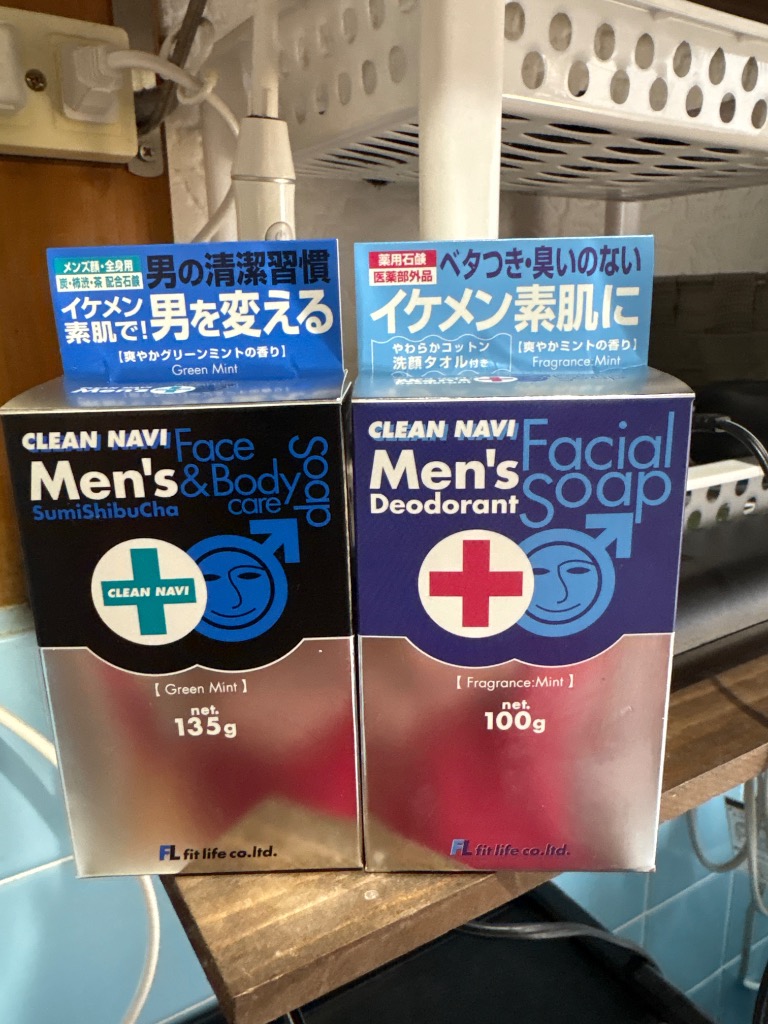 メンズ顔・全身用
炭・柿渋・茶 配合石鹸
男の清潔習慣
イケメン
素肌で!
男を変える
【爽やかグリーンミントの香り】
Green Mint
CLEAN NAVI
Men's
SumiShibuCha
Face
&Body
care
Soap
CLEAN NAVI
【 Green Mint 】
net.
135g
FL fit life co.ltd.
薬用石鹸
医薬部外品
ベタつき・臭いのない
イケメン素肌に
やわらかコットン
洗顔タオル付き
【爽やかミントの香り】
Fragrance:Mint
CLEAN NAVI
Men's
Deodorant
Facial
Soap
【 Fragrance:Mint 】
net.
100g
FL fit life co.ltd.